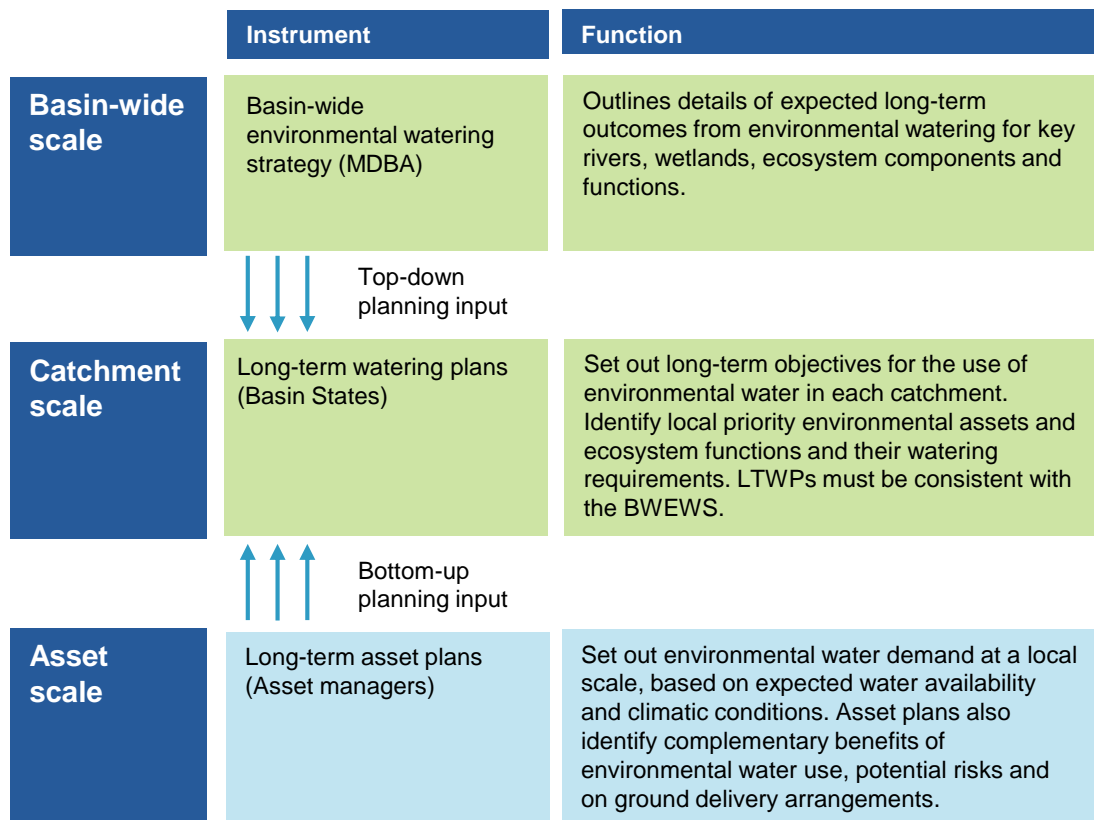 Instrument
Function
Basin-wide
scale
Basin-wide
environmental watering
strategy (MDBA)
Outlines details of expected long-term
outcomes from environmental watering for key
rivers, wetlands, ecosystem components and
functions.
Top-down
planning input
Catchment
scale
Long-term watering plans
(Basin States)
Set out long-term objectives for the use of
environmental water in each catchment.
Identify local priority environmental assets and
ecosystem functions and their watering
requirements. LTWPs must be consistent with
the BWEWS.
Bottom-up
planning input
Asset
scale
Long-term asset plans
(Asset managers)
Set out environmental water demand at a local
scale, based on expected water availability
and climatic conditions. Asset plans also
identify complementary benefits of
environmental water use, potential risks and
on ground delivery arrangements.